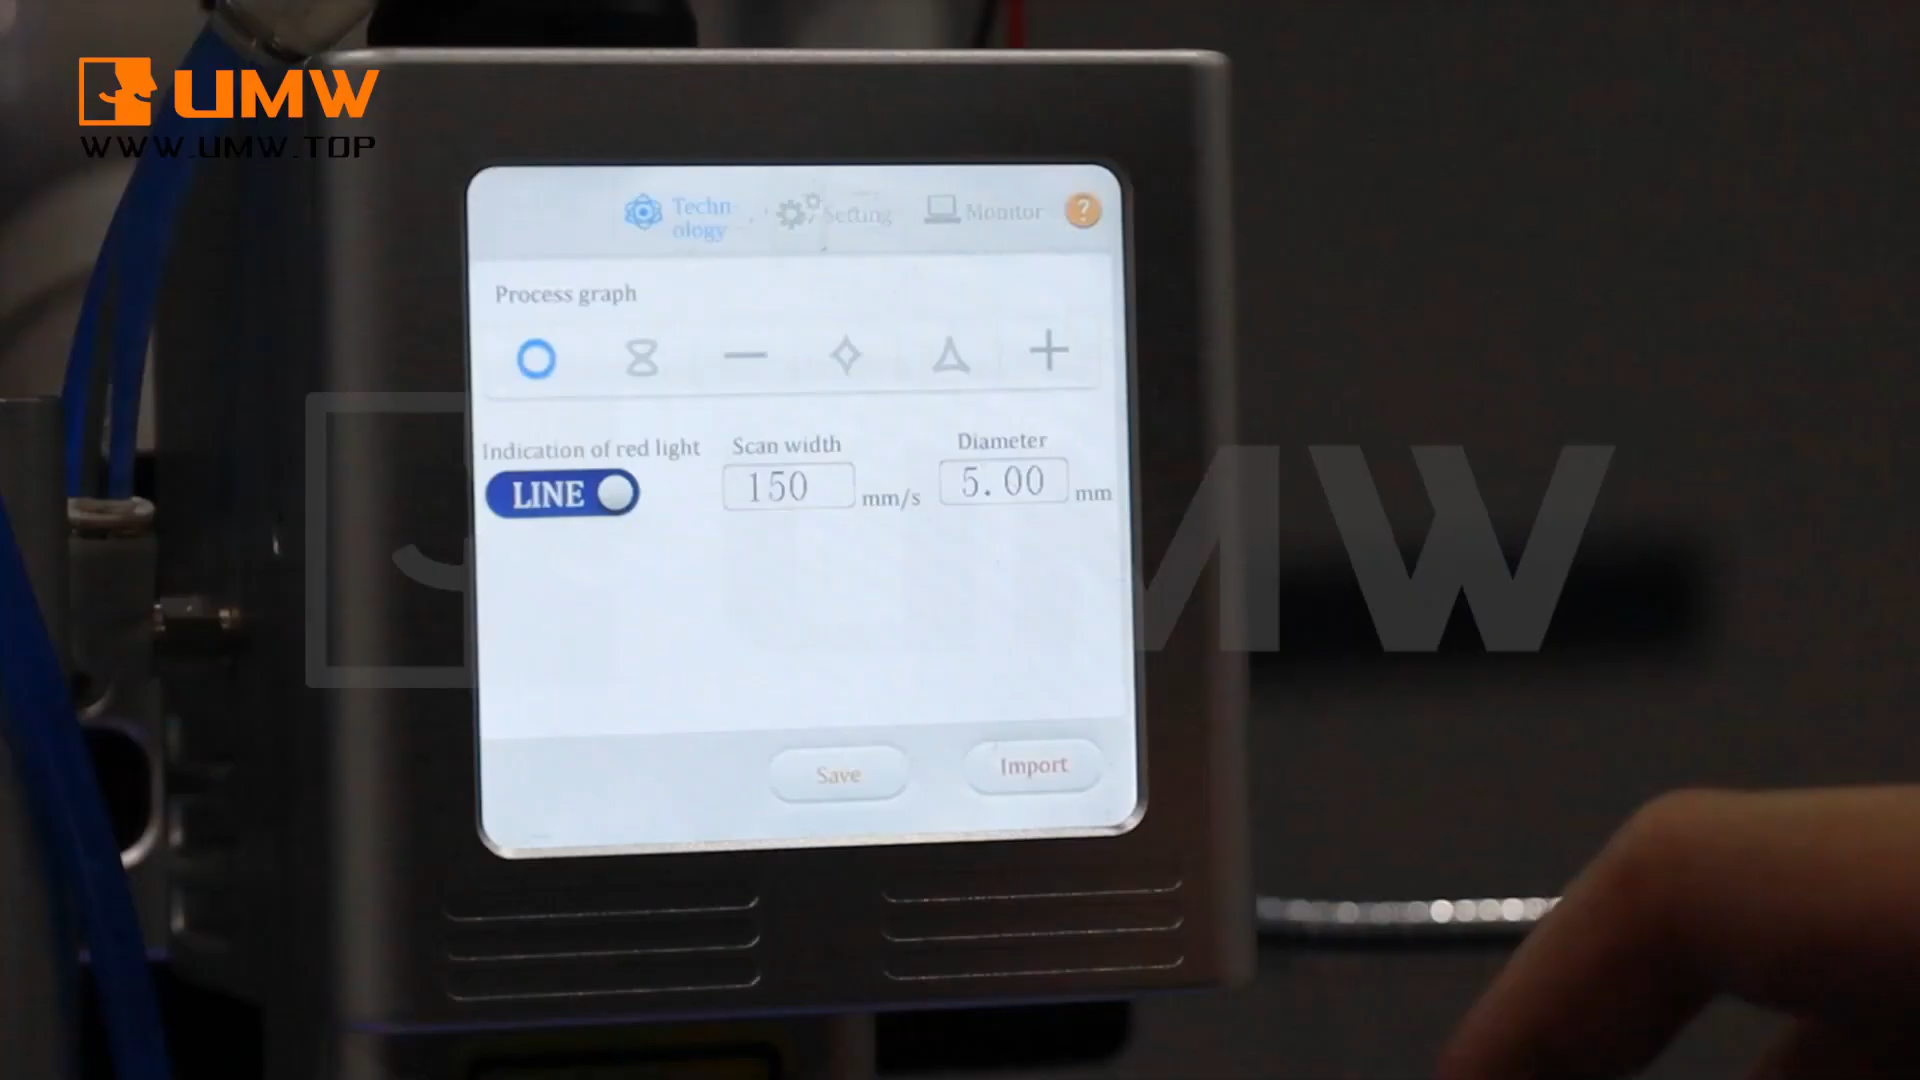 UMW
WWW.UMW.TOP
Techn
ology
Setting
Monitor
?
Process graph
Indication of red light
Scan width
Diameter
LINE
150
mm/s
5.00
mm
Save
Import
UMW